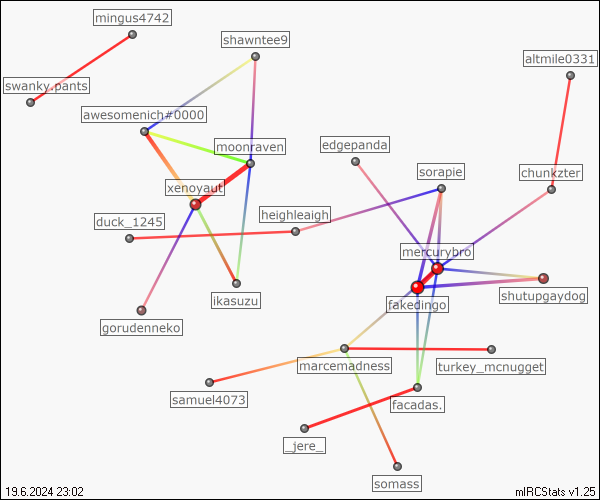 mingus4742
shawntee9
altmile0331
swanky.pants
awesomenich#0000
moonraven
edgepanda
sorapie
chunkzter
xenoyaut
duck_1245
heighleaigh
mercurybro
ikasuzu
shutupgaydog
fakedingo
gorudenneko
marcemadness
turkey_mcnugget
samuel4073
facadas.
_jere_
somass
19.6.2024 23:02
mIRCStats v1.25